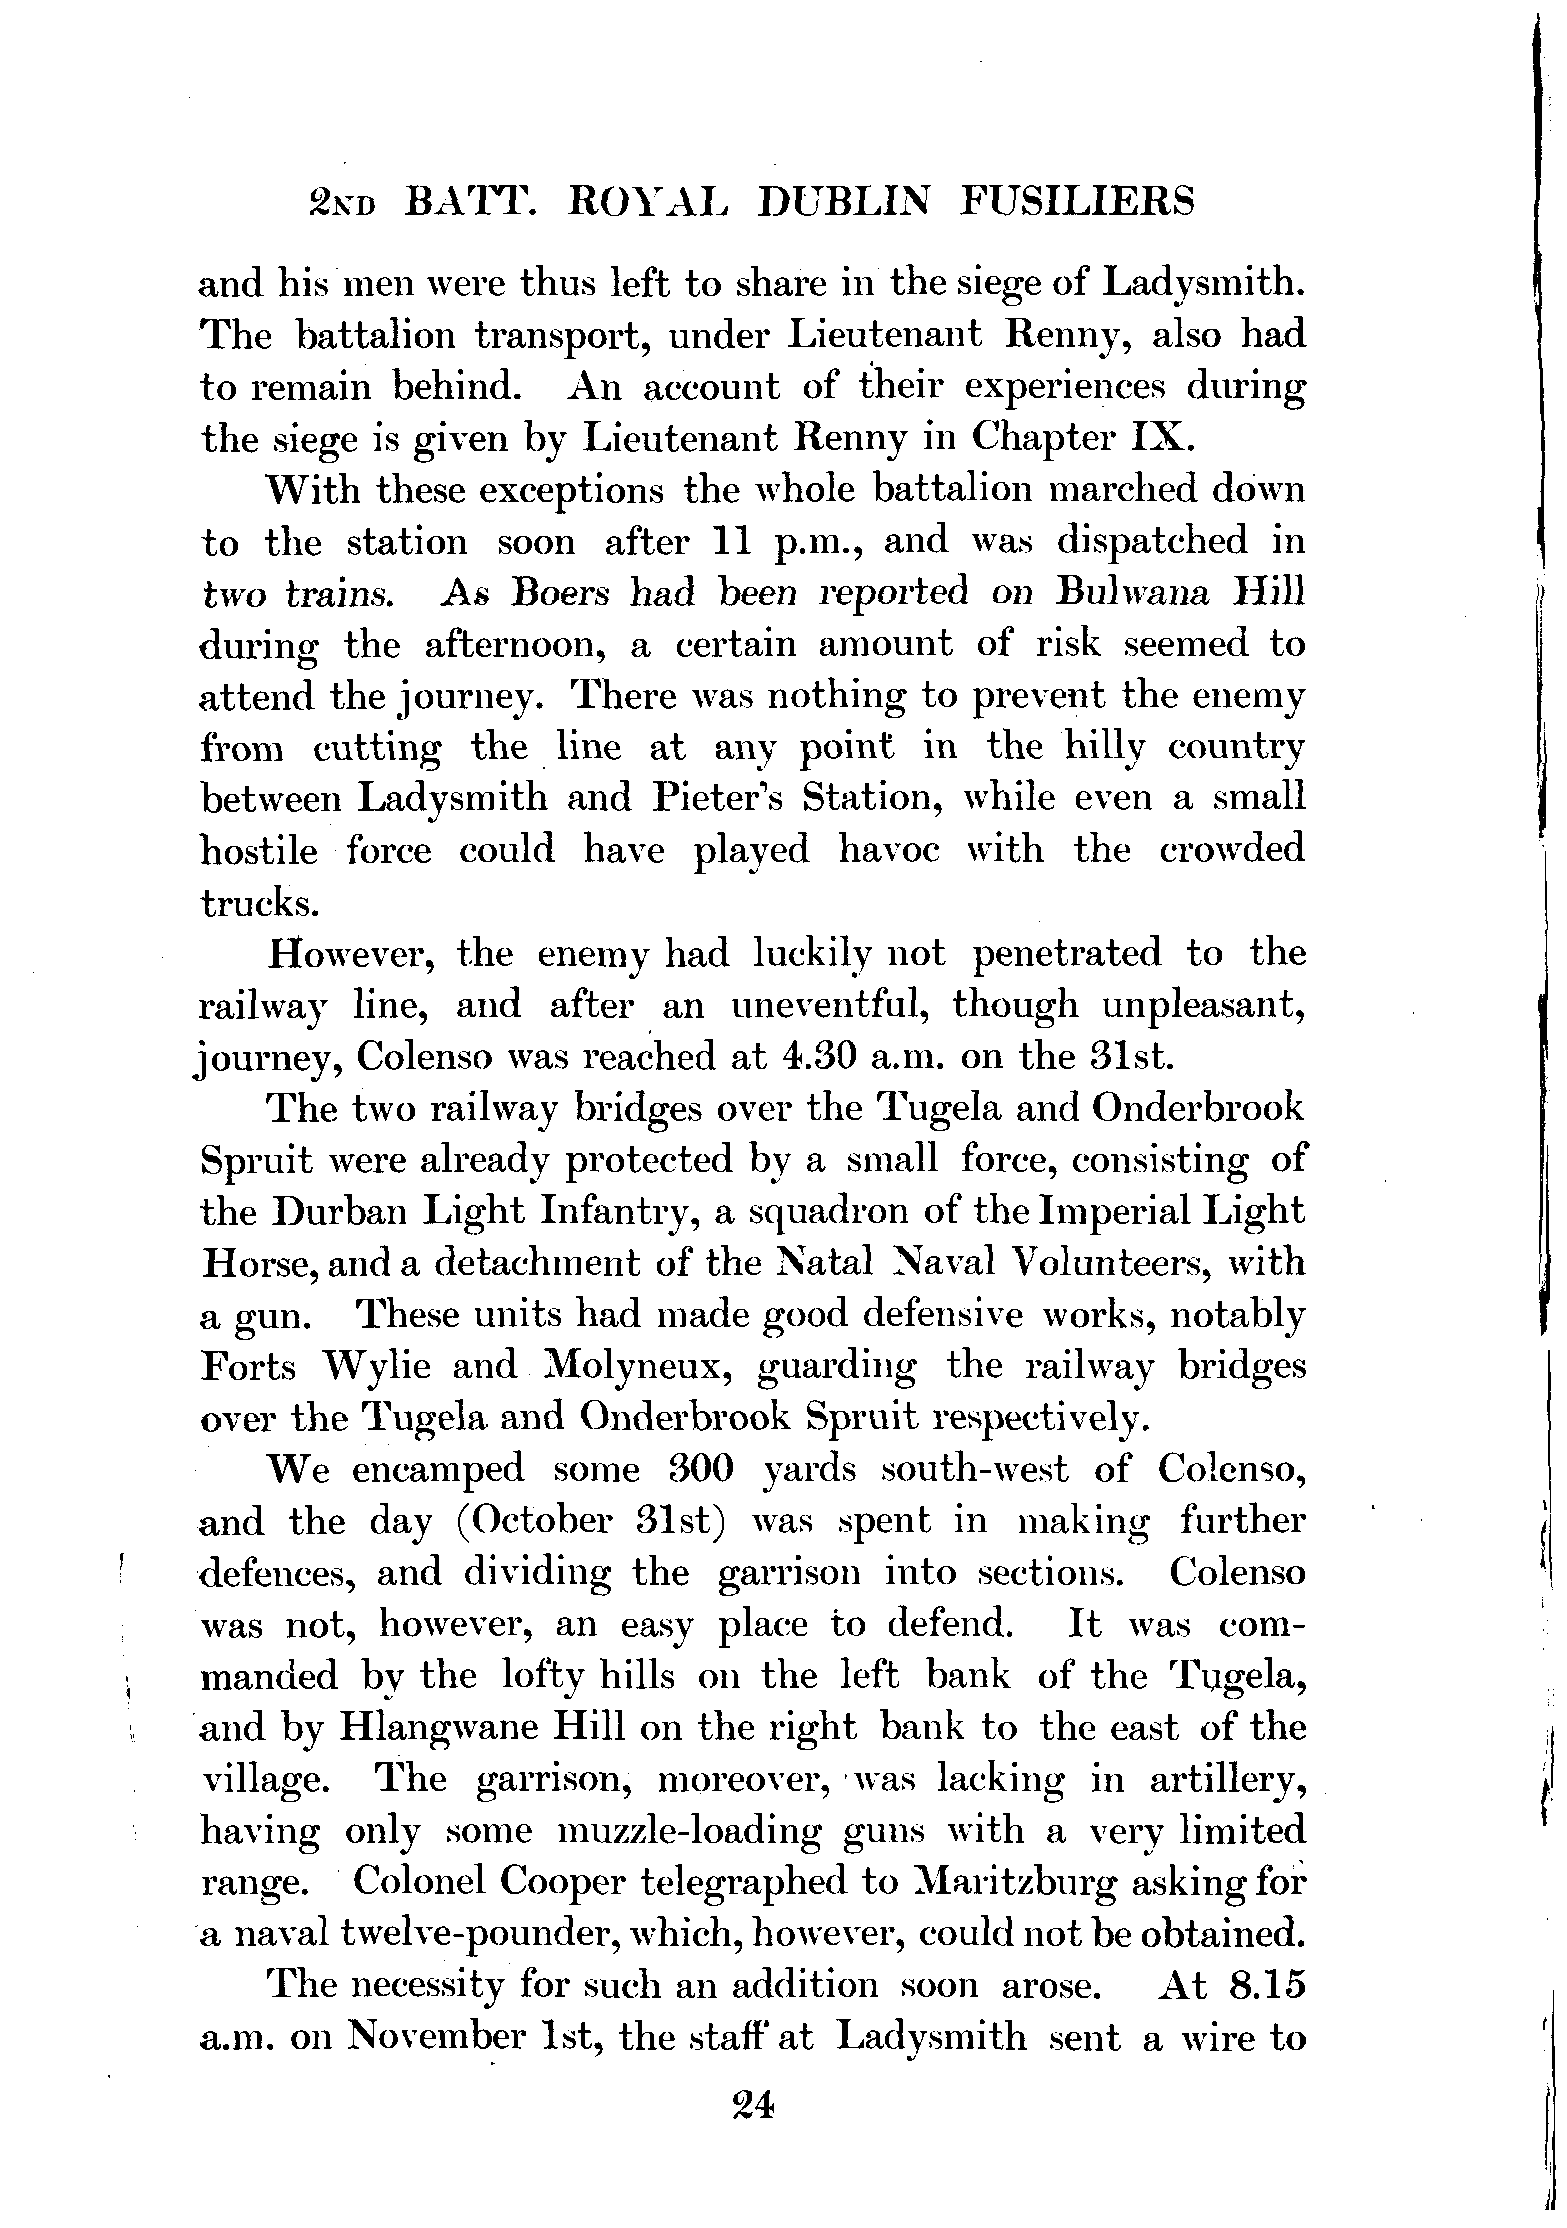 2ND BATT. ROYAL DUBLIN FUSILIERS
and his men were thus left to share in the siege of Ladysmith.
The battalion transport, under Lieutenant Renny, also had
to remain behind. An account of their experiences during
the siege is given by Lieutenant Renny in Chapter IX.
With these exceptions the whole battalion marched down
to the station soon after 11 p.m., and was dispatched in
two trains. As Boers had been reported on Bulwana Hill
during the afternoon, a certain amount of risk seemed to
attend the journey. There was nothing to prevent the enemy
from cutting the line at any point in the hilly country
between Ladysmith and Pieter's Station, while even a small
hostile force could have played havoc with the crowded
trucks.
However, the enemy had luckily not penetrated to the
railway line, and after an uneventful, though unpleasant,
journey, Colenso was reached at 4.30 a.m. on the 31st.
The two railway bridges over the Tugela and Onderbrook
Spruit were already protected by a small force, consisting of
the Durban Light Infantry, a squadron of the Imperial Light
Horse, and a detachment of the Natal Naval Volunteers, with
a gun. These units had made good defensive works, notably
Forts Wylie and Molyneux, guarding the railway bridges
over the Tugela and Onderbrook Spruit respectively.
We encamped some 300 yards south-west of Colenso,
and the day (October 31st) was spent in making further
defences, and dividing the garrison into sections. Colenso
was not, however, an easy place to defend. It was com-
manded by the lofty hills on the left bank of the Tugela,
and by Hlangwane Hill on the right bank to the east of the
village. The garrison, moreover, was lacking in artillery,
having only some muzzle-loading guns with a very limited
range. Colonel Cooper telegraphed to Maritzburg asking for
a naval twelve-pounder, which, however, could not be obtained.
The necessity for such an addition soon arose. At 8.15
a.m. on November 1st, the staff at Ladysmith sent a wire to
24